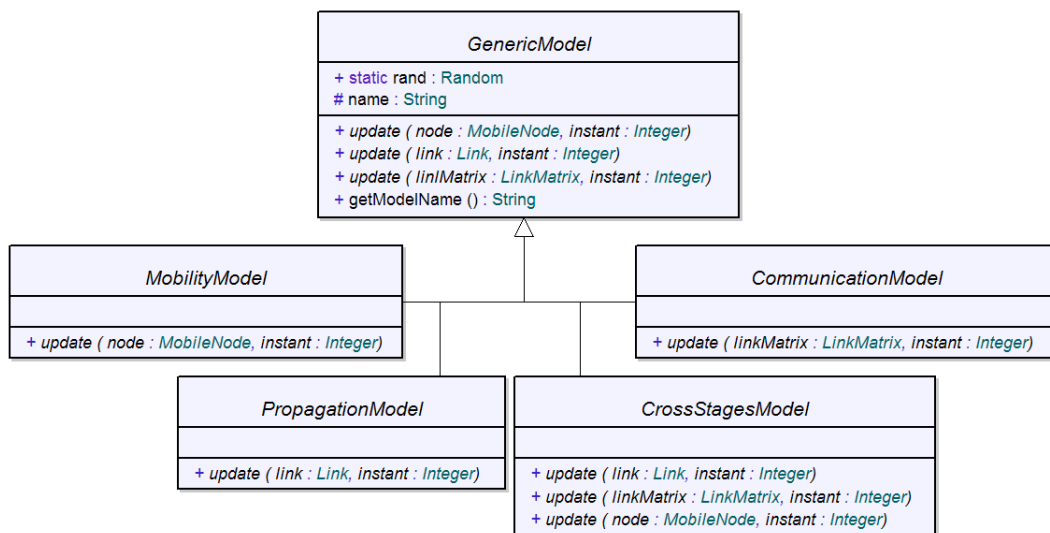 GenericModel
+ static rand : Random
# name : String
+ update ( node : MobileNode, instant : Integer)
+ update ( link : Link, instant : Integer)
+ update ( linlMatrix : LinkMatrix, instant : Integer)
+ getModelName () : String
MobilityModel
+ update ( node : MobileNode, instant : Integer)
CommunicationModel
+ update ( linkMatrix : LinkMatrix, instant : Integer)
PropagationModel
+ update ( link : Link, instant : Integer)
CrossStagesModel
+ update ( link : Link, instant : Integer)
+ update ( linkMatrix : LinkMatrix, instant : Integer)
+ update ( node : MobileNode, instant : Integer)